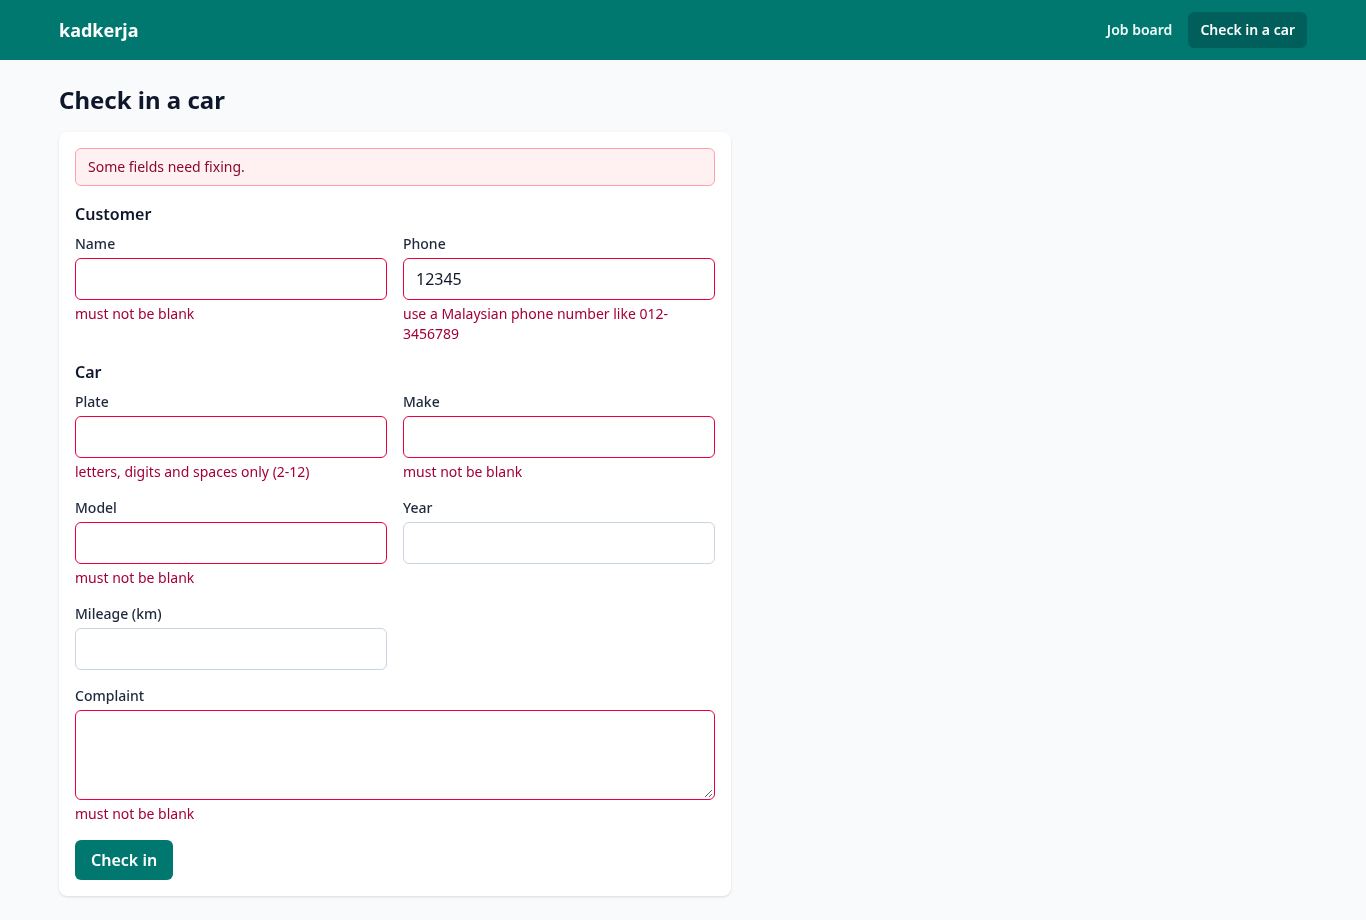 kadkerja
Job board
Check in a car
Check in a car
Some fields need fixing.
Customer
Name
Phone
12345
must not be blank
use a Malaysian phone number like 012-
3456789
Car
Plate
Make
letters, digits and spaces only (2-12)
must not be blank
Model
Year
must not be blank
Mileage (km)
Complaint
must not be blank
Check in